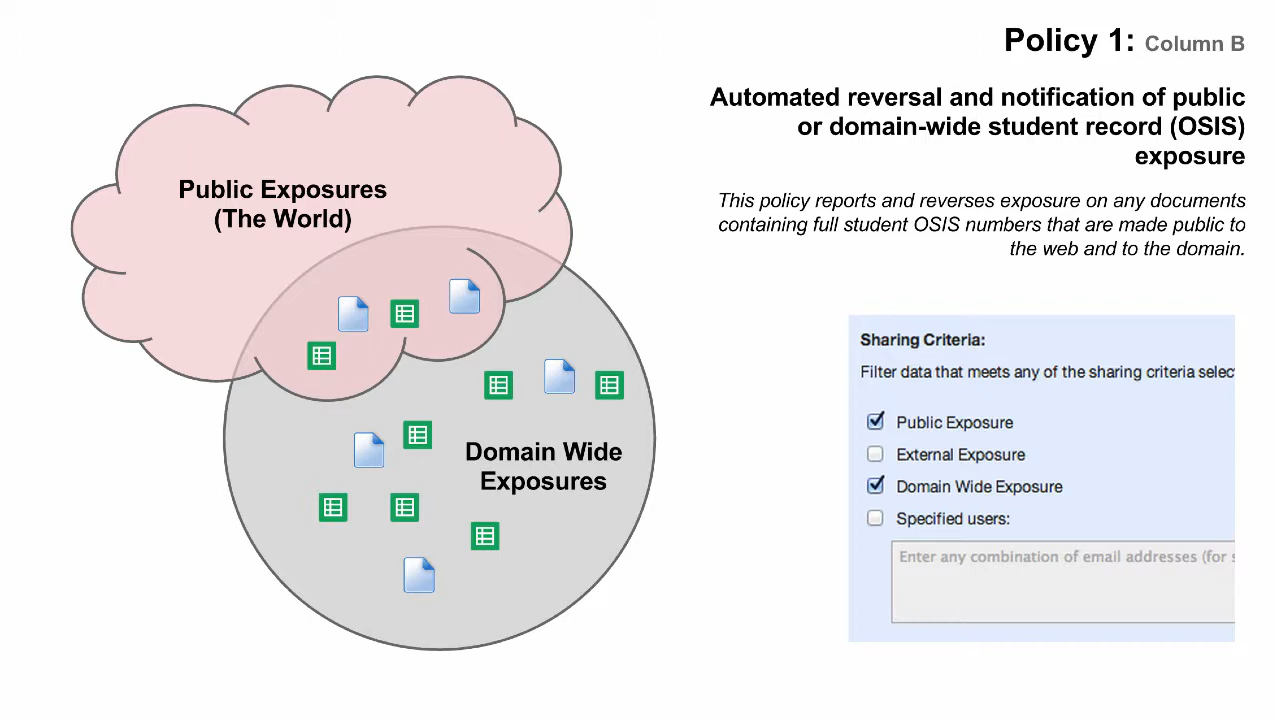 Policy 1: Column B
Automated reversal and notification of public
or domain-wide student record (OSIS)
exposure
This policy reports and reverses exposure on any documents
containing full student OSIS numbers that are made public to
the web and to the domain.
Public Exposures
(The World)
Domain Wide
Exposures
Sharing Criteria:
Filter data that meets any of the sharing criteria
Public Exposure
External Exposure
Domain Wide Exposure
Specified users:
Enter any combination of email addresses (for